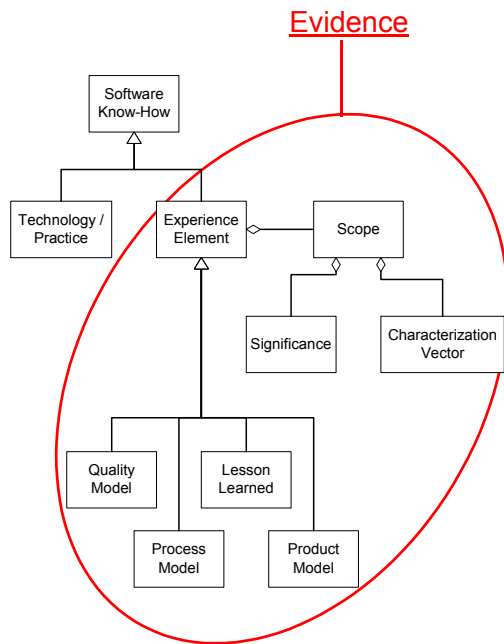 Evidence
Software
Know-How
Technology /
Practice
Experience
Element
Scope
Significance
Characterization
Vector
Quality
Model
Lesson
Learned
Process
Model
Product
Model